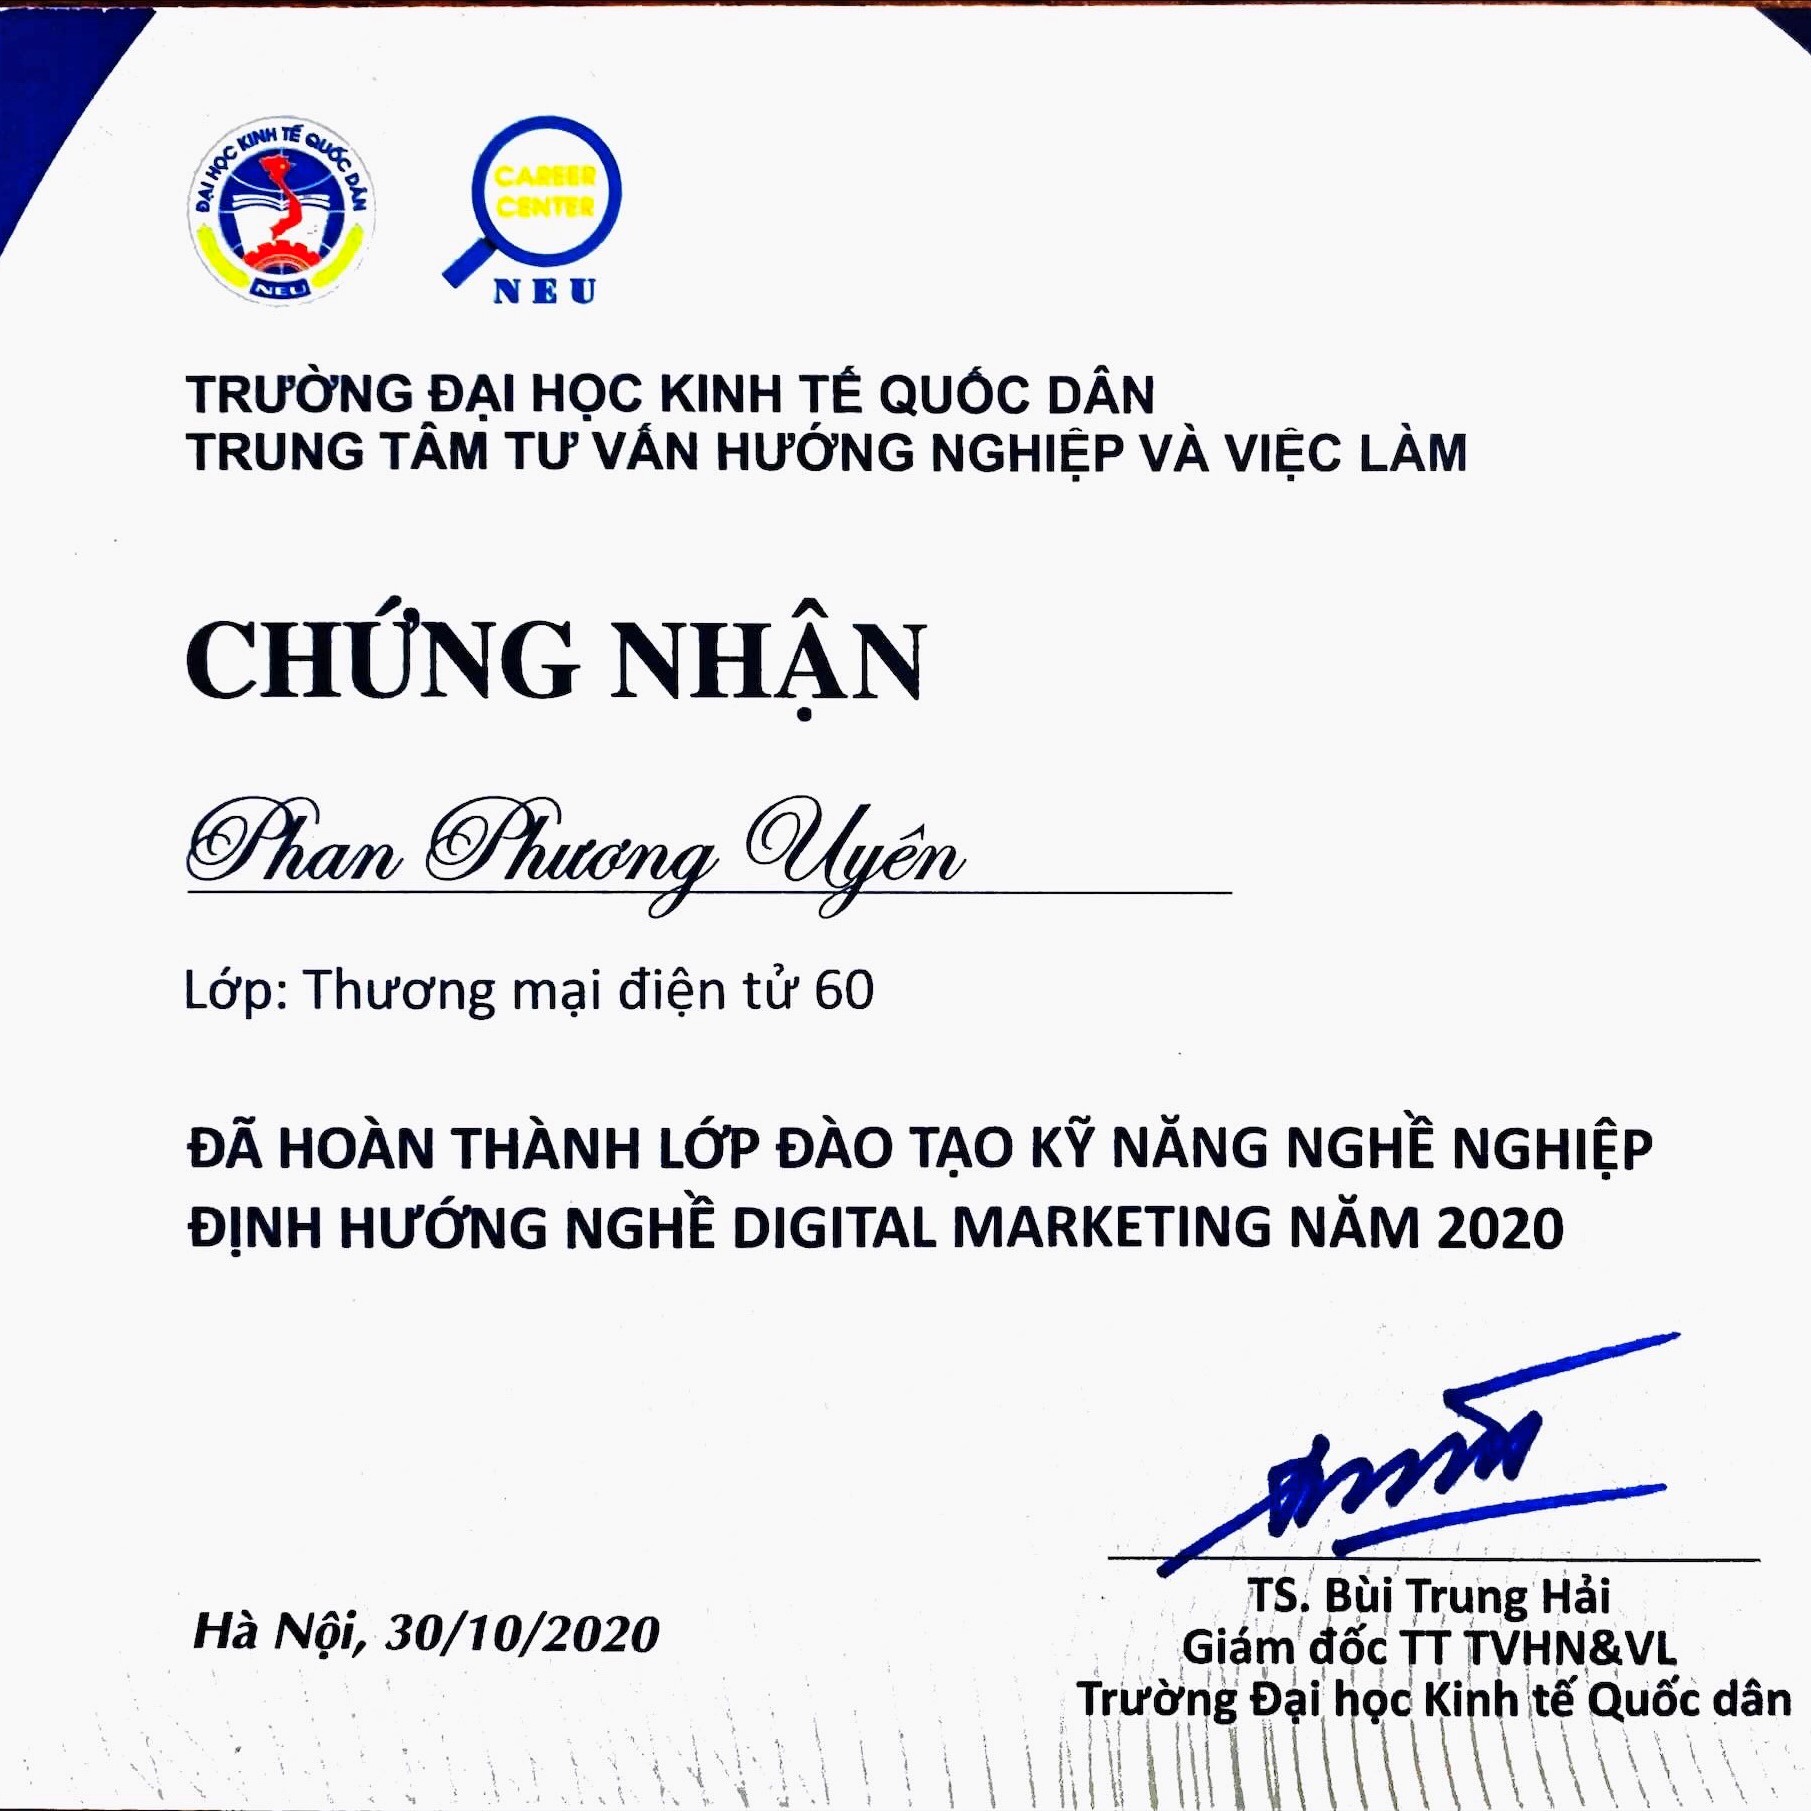 ĐẠI HỌC KINH TẾ QUỐC DÂN
NEU
CAREER
CENTER
NEU
TRƯỜNG ĐẠI HỌC KINH TẾ QUỐC DÂN
TRUNG TÂM TƯ VẤN HƯỚNG NGHIỆP VÀ VIỆC LÀM
CHỨNG NHẬN
Phan Phương Uyên
Lớp: Thương mại điện tử 60
ĐÃ HOÀN THÀNH LỚP ĐÀO TẠO KỸ NĂNG NGHỀ NGHIỆP
ĐỊNH HƯỚNG NGHỀ DIGITAL MARKETING NĂM 2020
Hà Nội, 30/10/2020
TS. Bùi Trung Hải
Giám đốc TT TVHN&VL
Trường Đại học Kinh tế Quốc dân